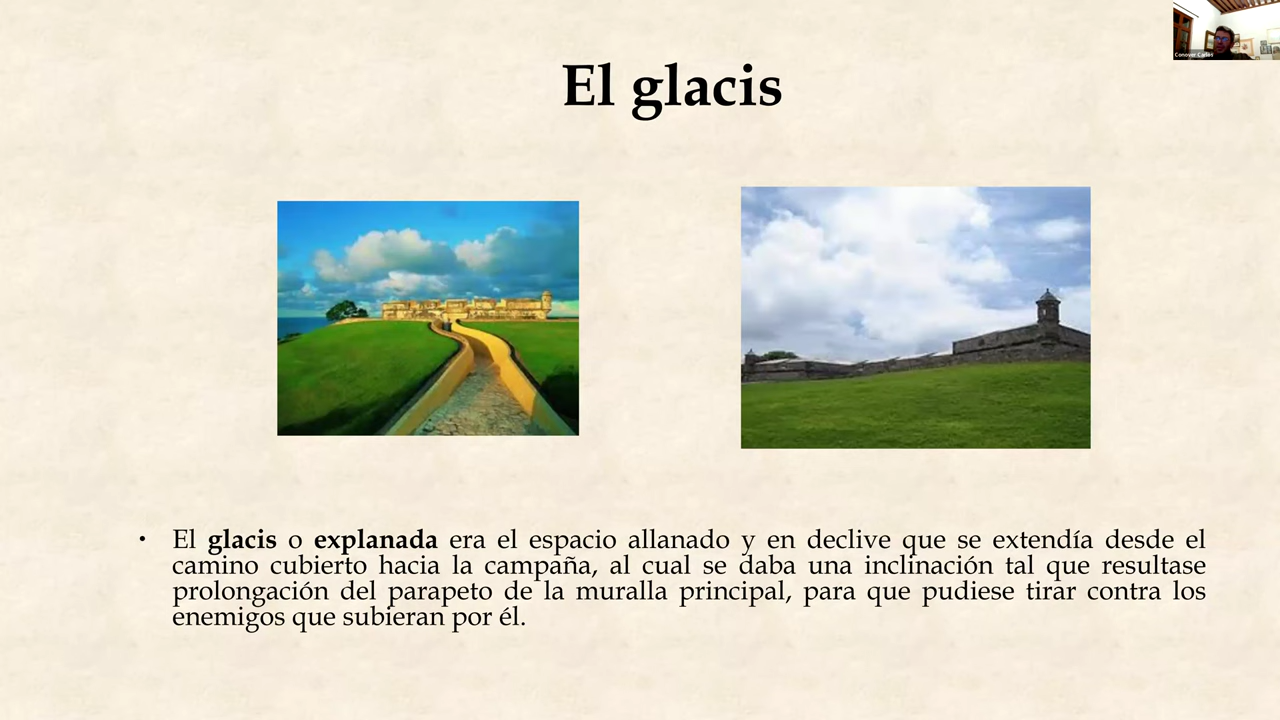 Conover Carlos
El glacis
• El glacis o explanada era el espacio allanado y en declive que se extendía desde el
camino cubierto hacia la campaña, al cual se daba una inclinación tal que resultase
prolongación del parapeto de la muralla principal, para que pudiese tirar contra los
enemigos que subieran por él.